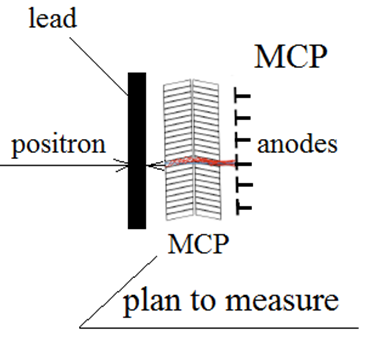 lead
MCP
positron
anodes
MCP
plan to measure